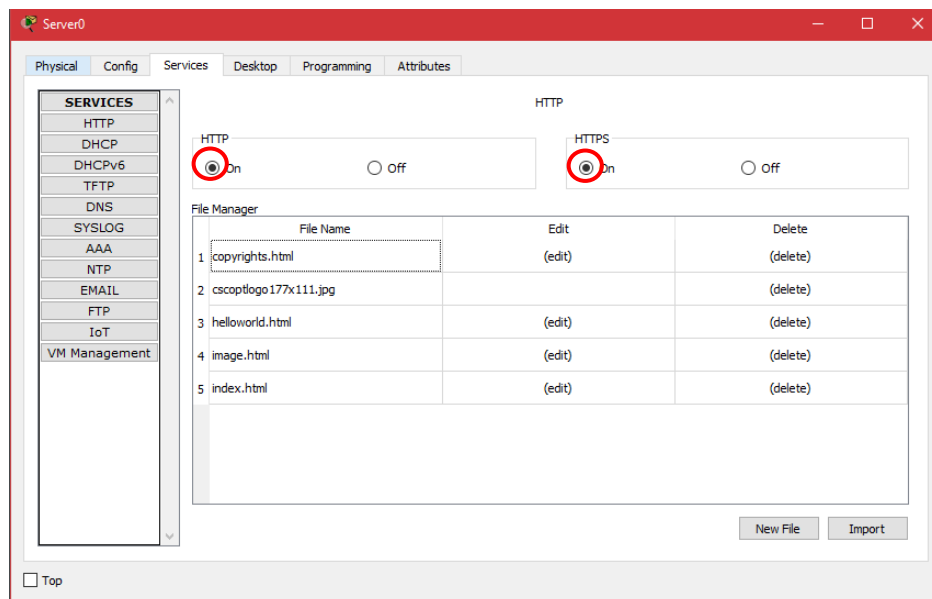 Server0
Physical Config Services Desktop Programming Attributes
SERVICES
HTTP
DHCP
DHCPv6
TFTP
DNS
SYSLOG
AAA
NTP
EMAIL
FTP
IoT
VM Management
HTTP
HTTP
On Off
HTTPS
On Off
File Manager
File Name Edit Delete
1 copyrights.html (edit) (delete)
2 cscoptlogo177x111.jpg (delete)
3 helloworld.html (edit) (delete)
4 image.html (edit) (delete)
5 index.html (edit) (delete)
New File Import
Top